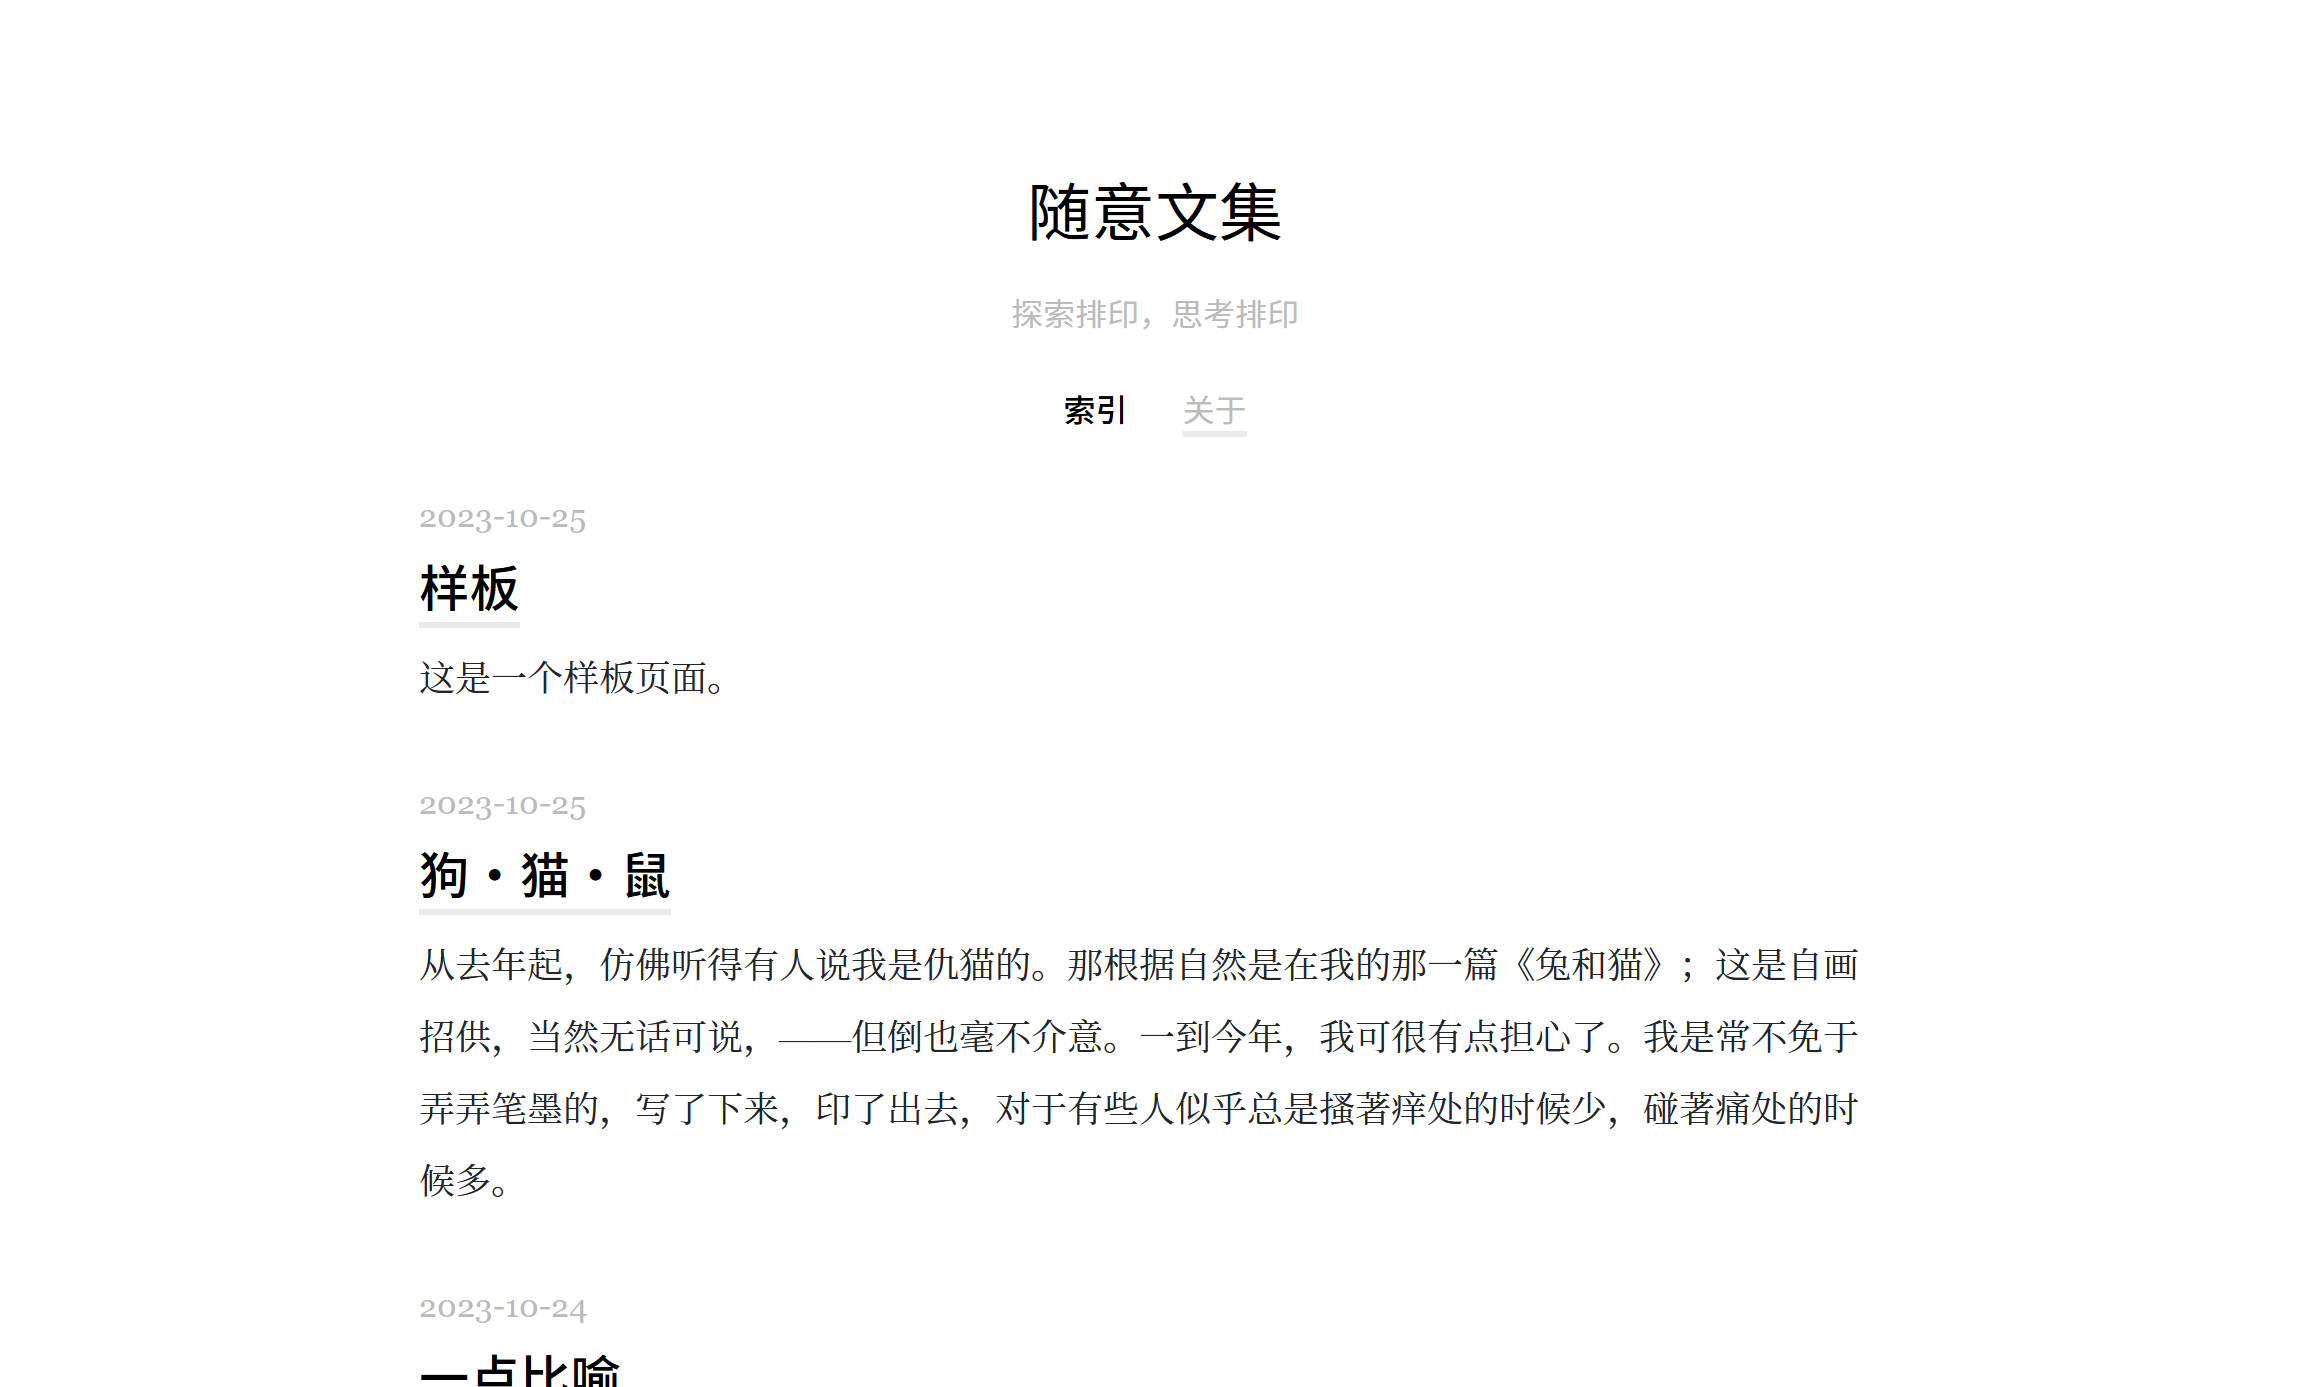 随意文集
探索排印，思考排印
索引 关于
2023-10-25
样板
这是一个样板页面。
2023-10-25
狗·猫·鼠
从去年起，仿佛听得有人说我是仇猫的。那根据自然是在我的那一篇《兔和猫》；这是自画
招供，当然无话可说，——但倒也毫不介意。一到今年，我可很有点担心了。我是常不免于
弄弄笔墨的，写了下来，印了出去，对于有些人似乎总是搔著痒处的时候少，碰著痛处的时
候多。
2023-10-24
一点比喻